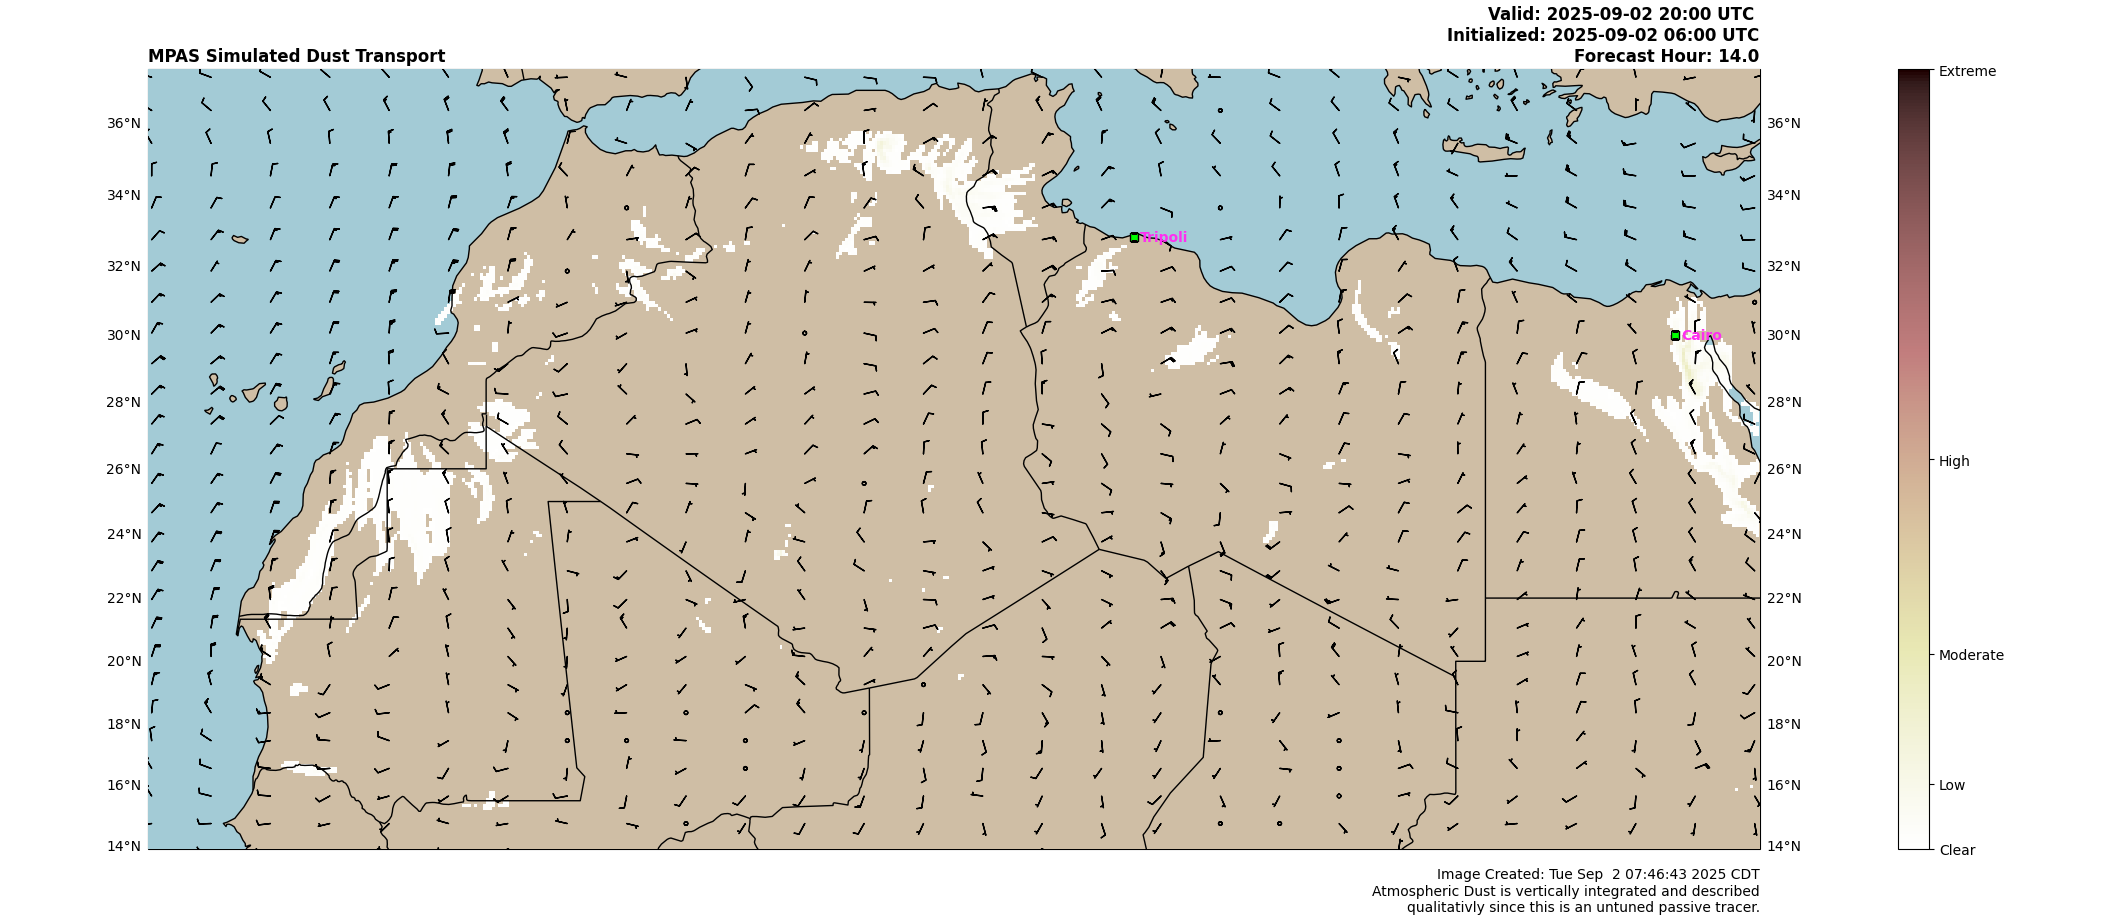 Valid: 2025-09-02 20:00 UTC
Initialized: 2025-09-02 06:00 UTC
MPAS Simulated Dust Transport
Forecast Hour: 14.0
Extreme
36°N
36°N
34°N
34°N
Tripoli
32°N
32°N
30°N
Cairo
30°N
28°N
28°N
26°N
26°N
High
24°N
24°N
22°N
22°N
20°N
20°N
Moderate
18°N
18°N
16°N
16°N
Low
14°N
14°N
Clear
Image Created: Tue Sep  2 07:46:43 2025 CDT
Atmospheric Dust is vertically integrated and described
qualitativly since this is an untuned passive tracer.